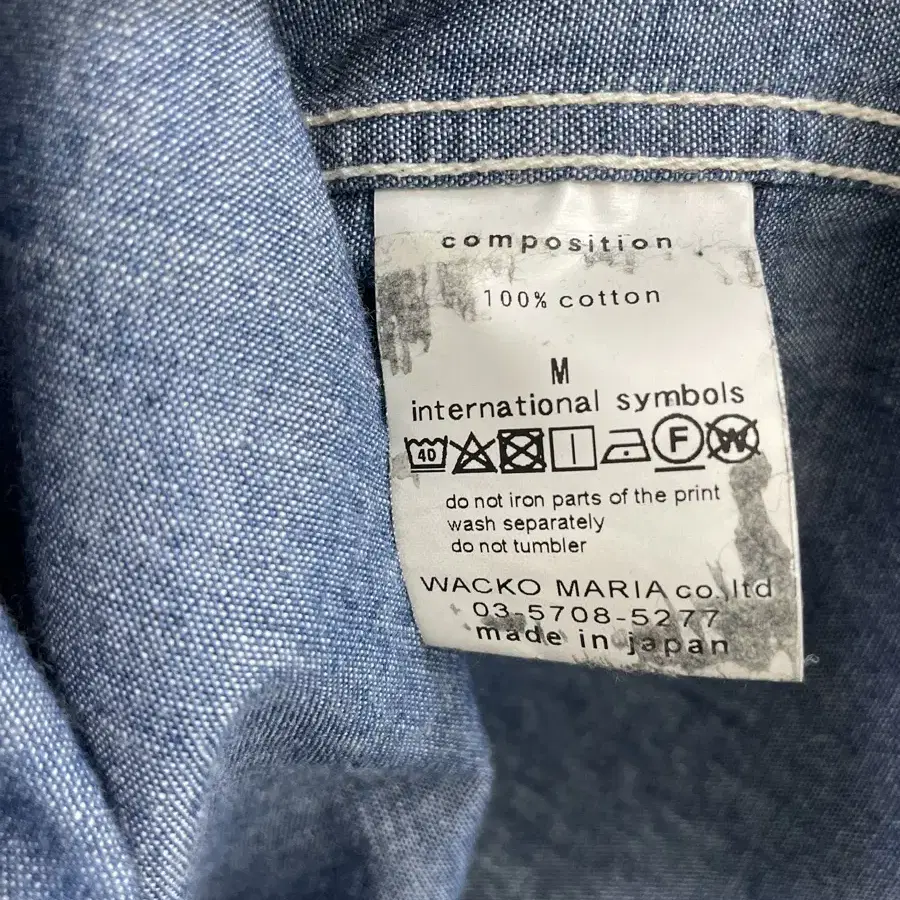 composition
100% cotton
M
international symbols
40 F W
do not iron parts of the print
wash separately
do not tumbler
WACKO MARIA co.,ltd
03-5708-5277
made in japan